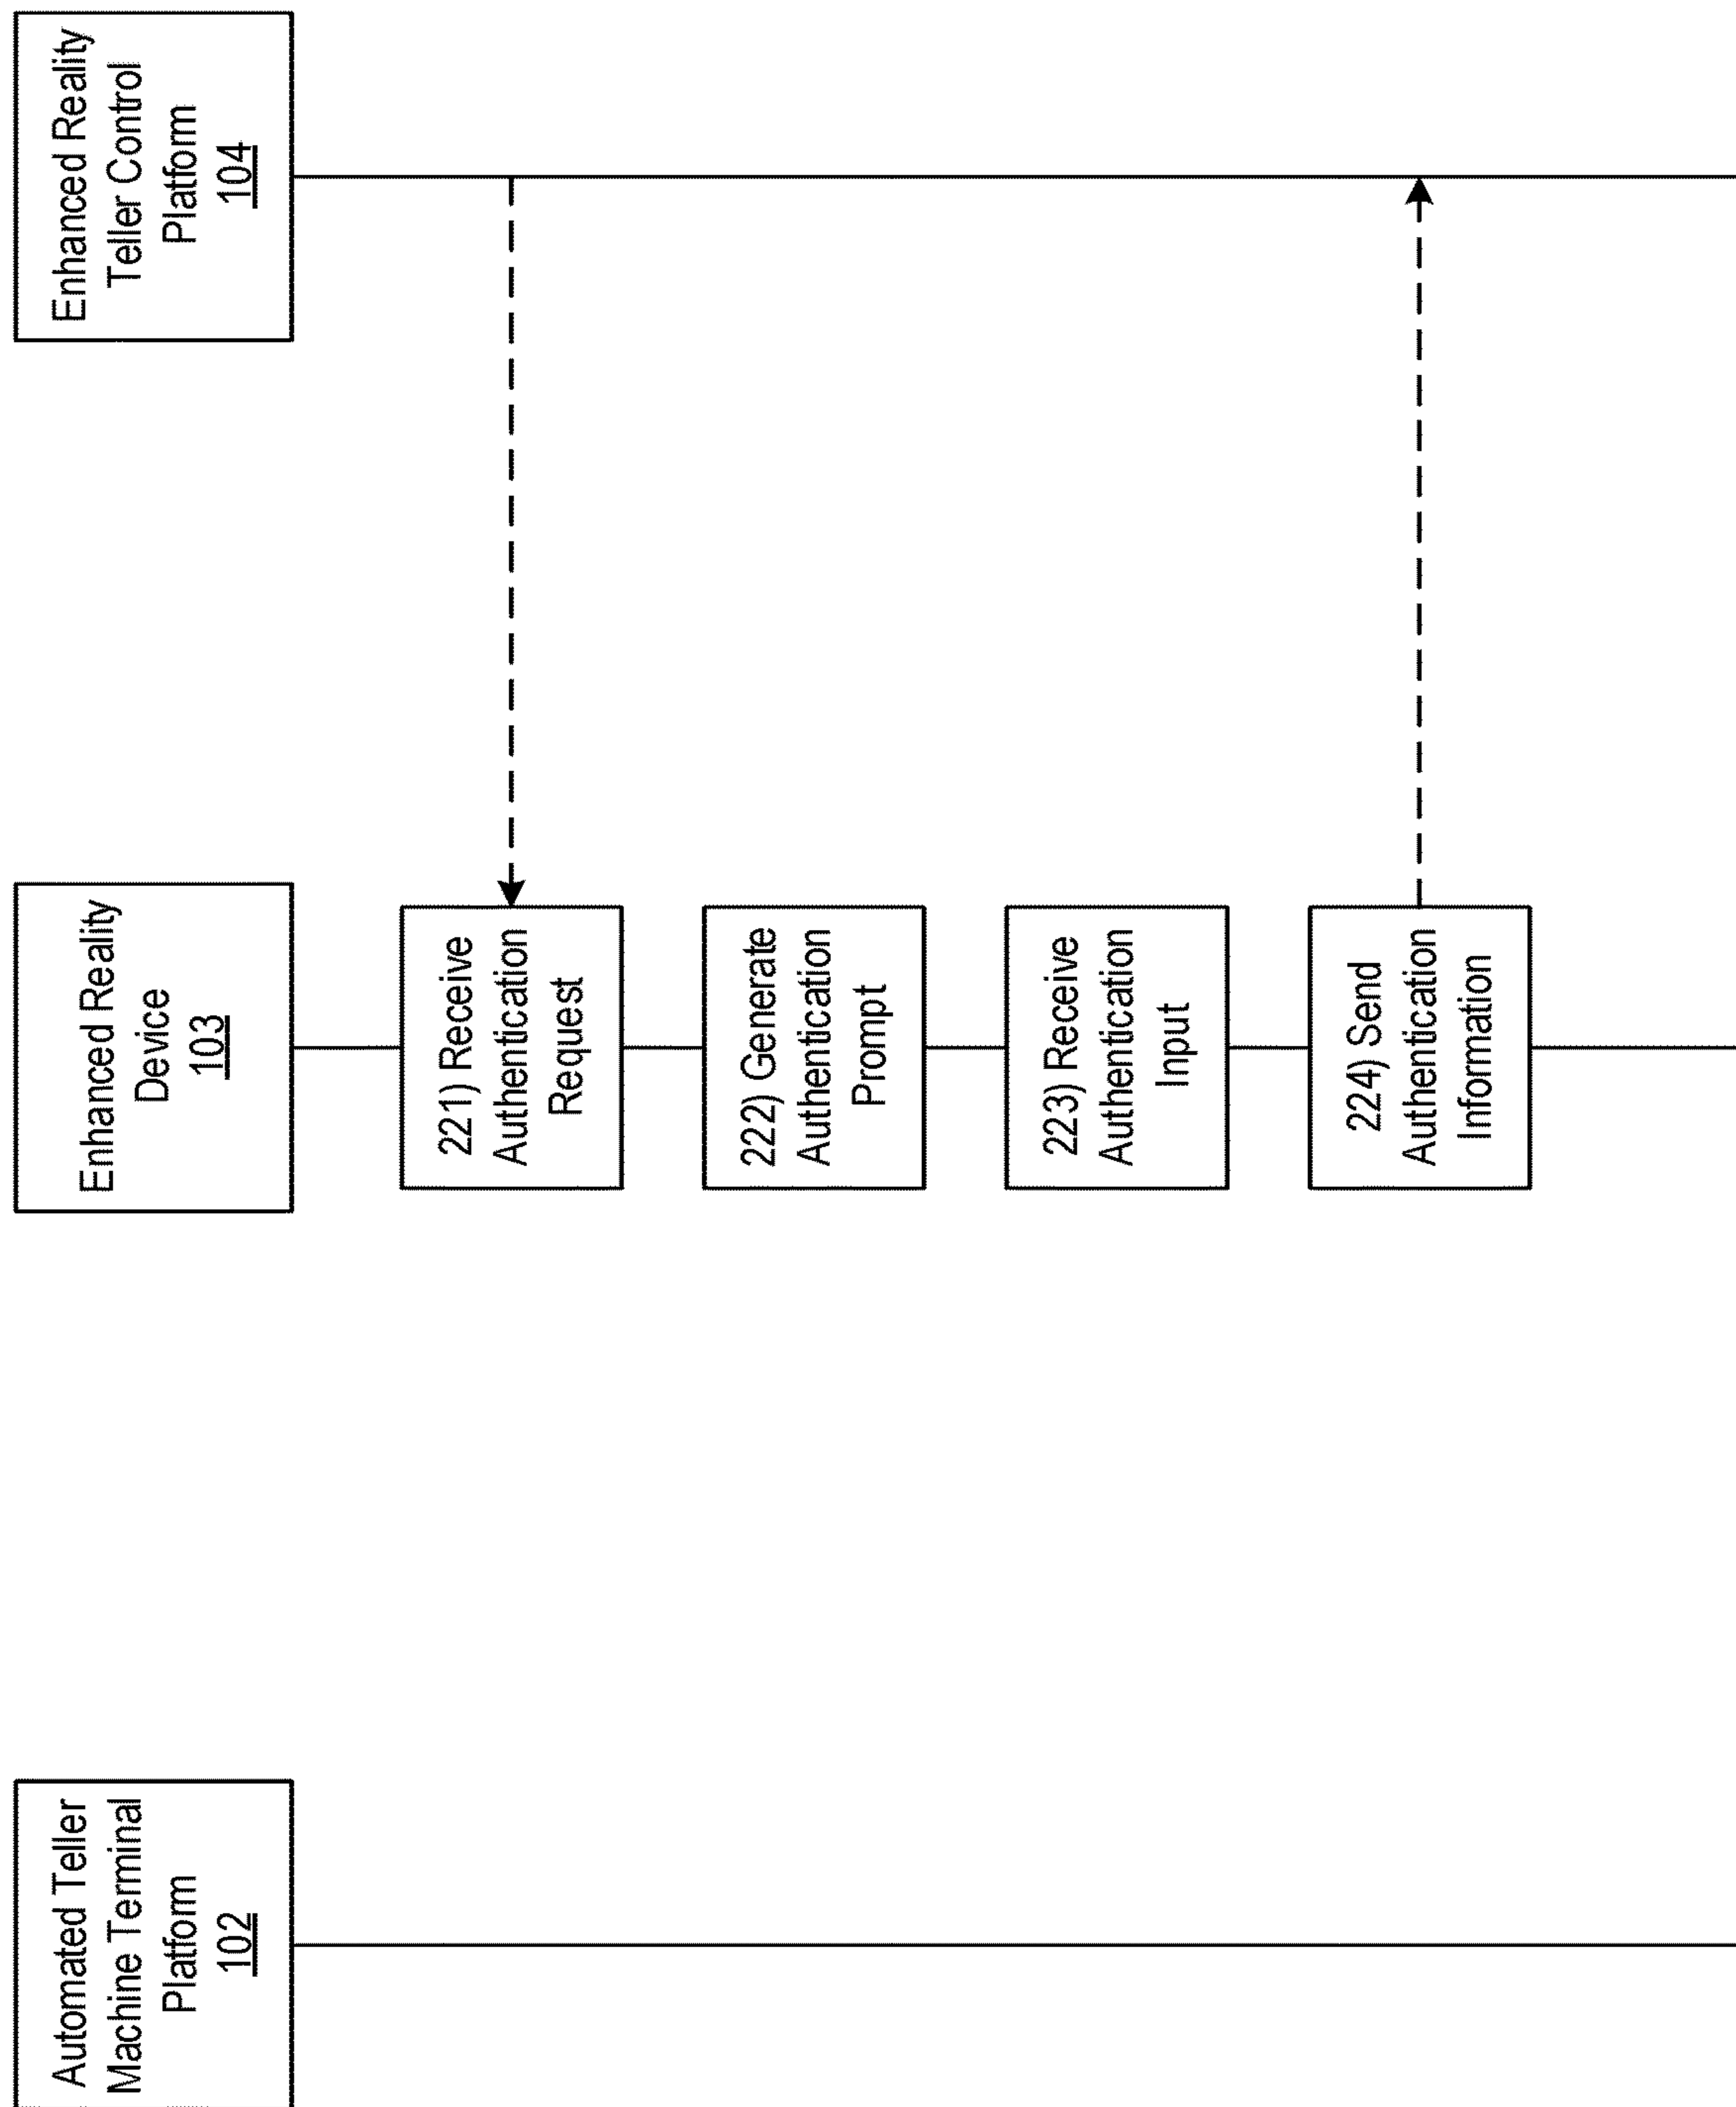 Automated Teller
Machine Terminal
Platform
102
Enhanced Reality
Device
103
Enhanced Reality
Teller Control
Platform
104
221) Receive
Authentication
Request
222) Generate
Authentication
Prompt
223) Receive
Authentication
Input
224) Send
Authentication
Information